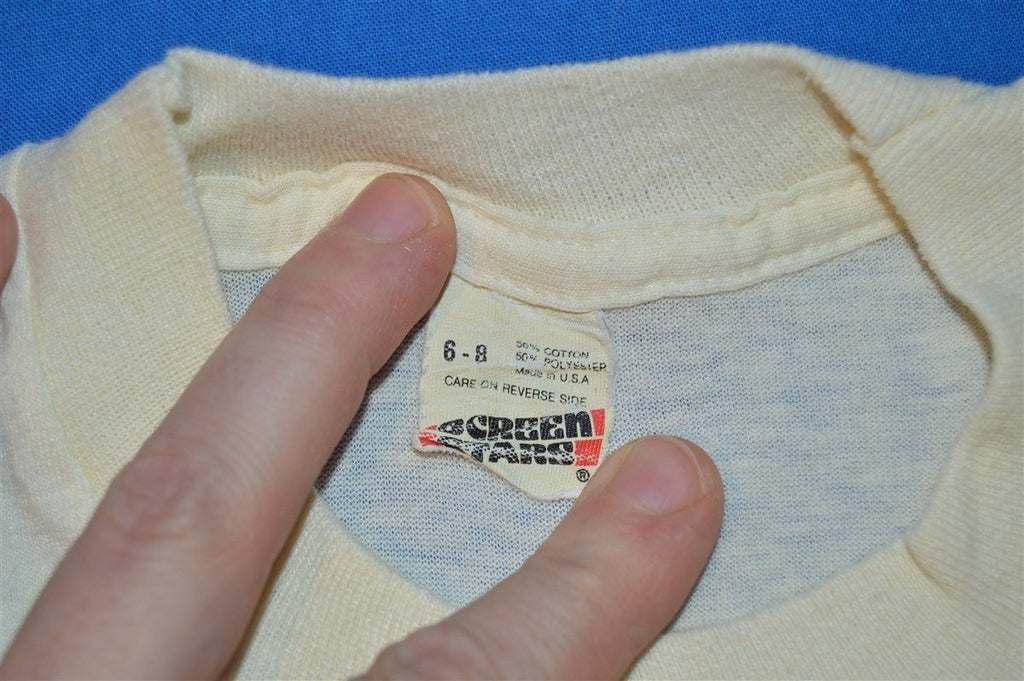 6-8
50% COTTON
50% POLYESTER
Made in U.S.A
CARE ON REVERSE SIDE
SCREEN
STARS
®